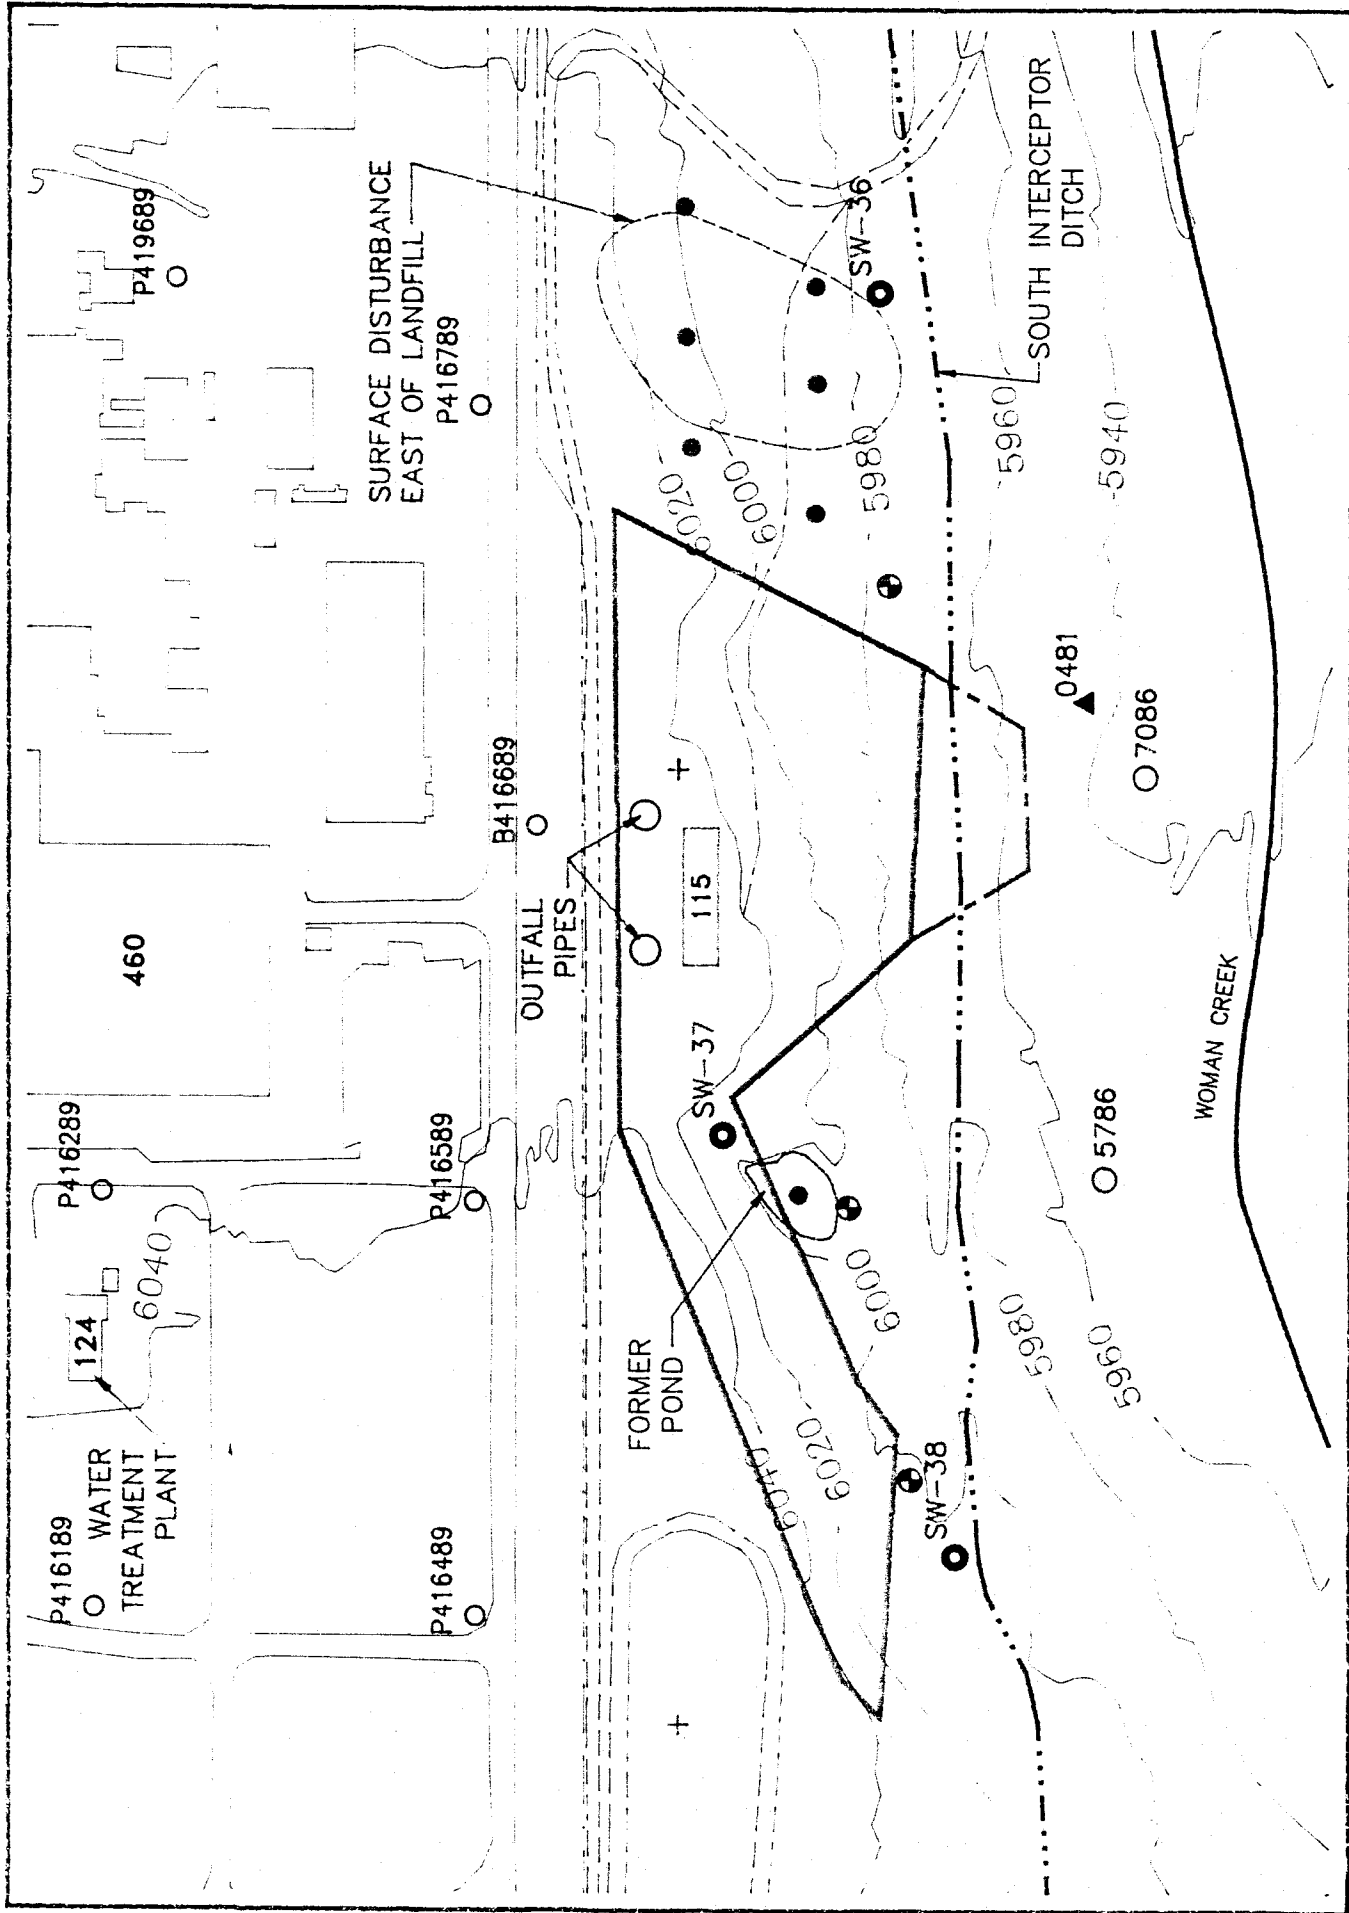 P416189
WATER
TREATMENT
PLANT
124
6040
P416289
460
P419689
P416489
P416589
OUTFALL
PIPES
B416689
SURFACE DISTURBANCE
EAST OF LANDFILL
P416789
FORMER
POND
SW-37
115
6020
6000
6040
6020
6000
5980
SW-36
SW-38
5980
5960
5960
5940
SOUTH INTERCEPTOR
DITCH
0481
7086
5786
WOMAN CREEK